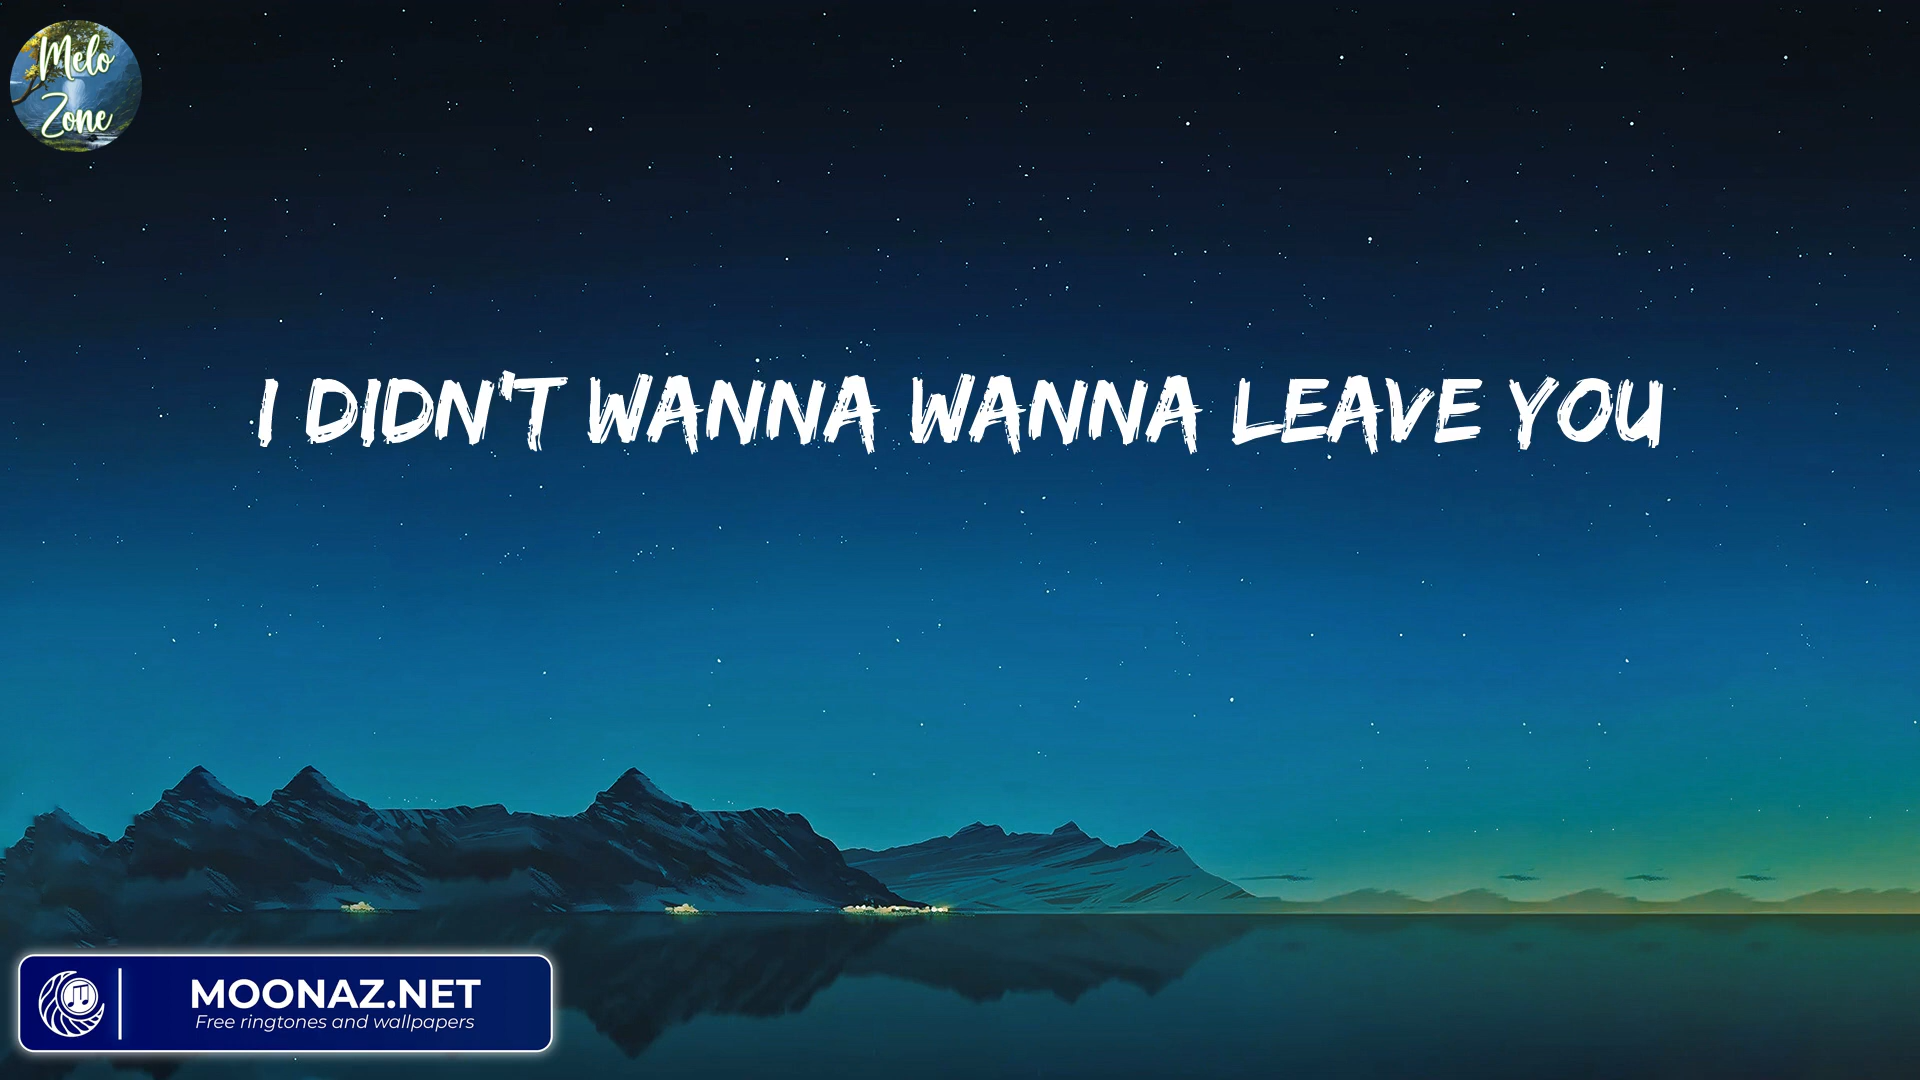 Melo
Zone
I DIDN'T WANNA WANNA LEAVE YOU
MOONAZ.NET
Free ringtones and wallpapers